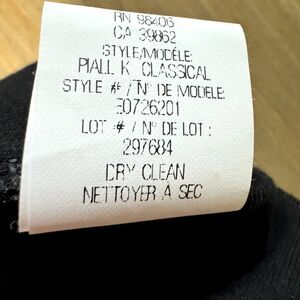 RN 98406
CA 39862
STYLE/MODÈLE:
PIALL K CLASSICAL
STYLE # / N° DE MODELE:
E0726201
LOT # / N° DE LOT :
297684
DRY CLEAN
NETTOYER A SEC